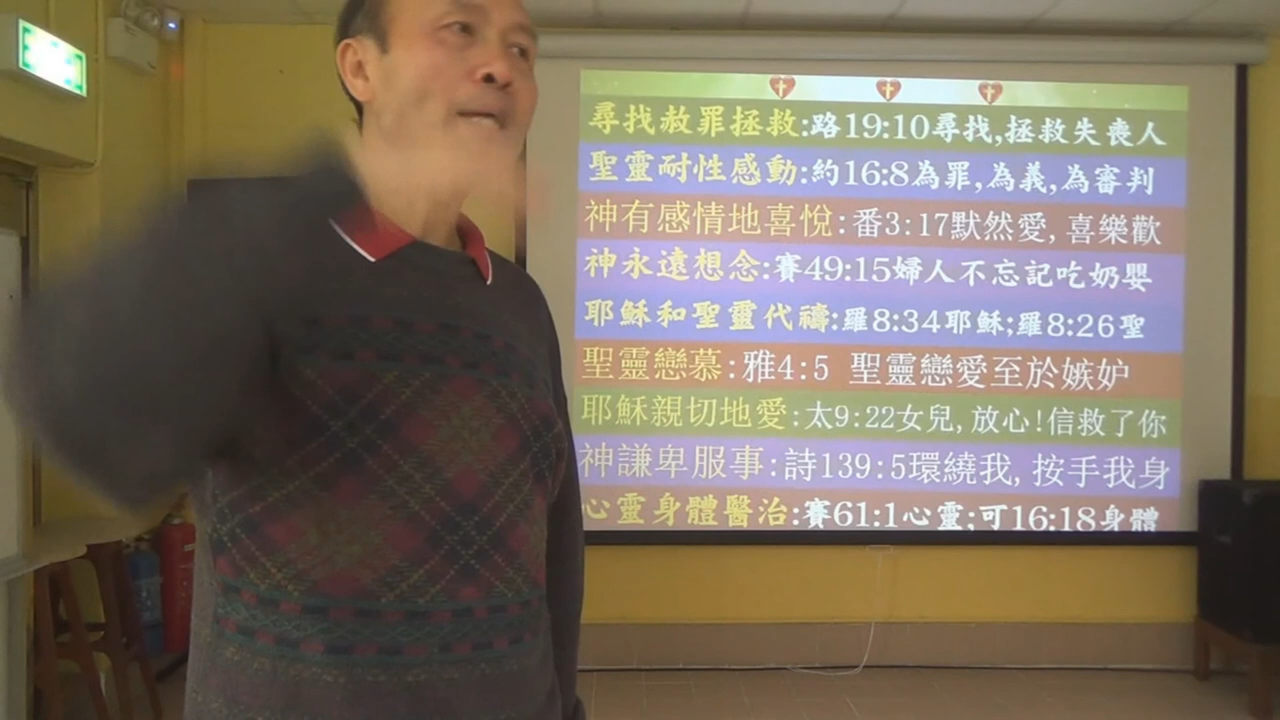 尋找赦罪拯救:路19:10尋找,拯救失喪人
聖靈耐性感動:約16:8為罪,為義,為審判
神有感情地喜悅:番3:17默然愛,喜樂歡
神永遠想念:賽49:15婦人不忘記吃奶嬰
耶穌和聖靈代禱:羅8:34耶穌;羅8:26聖
聖靈戀慕:雅4:5 聖靈戀愛至於嫉妒
耶穌親切地愛:太9:22女兒,放心!信救了你
神謙卑服事:詩139:5環繞我,按手我身
心靈身體醫治:賽61:1心靈;可16:18身體